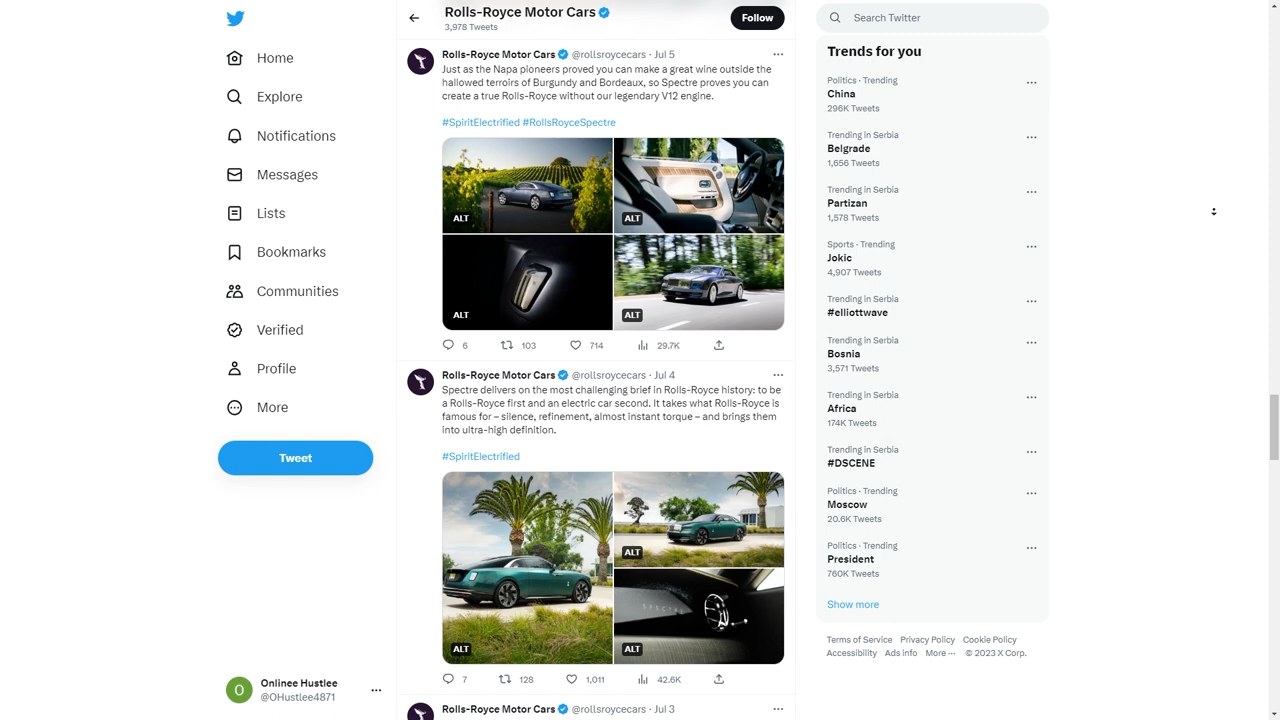 Home
Explore
Notifications
Messages
Lists
Bookmarks
Communities
Verified
Profile
More
Tweet
Onlinee Hustlee
@OHustlee4871
O
Rolls-Royce Motor Cars
3,978 Tweets
Follow
Rolls-Royce Motor Cars @rollsroycecars · Jul 5
Just as the Napa pioneers proved you can make a great wine outside the
hallowed terroirs of Burgundy and Bordeaux, so Spectre proves you can
create a true Rolls-Royce without our legendary V12 engine.
#SpiritElectrified #RollsRoyceSpectre
ALT
ALT
ALT
ALT
6 103 714 29.7K
Rolls-Royce Motor Cars @rollsroycecars · Jul 4
Spectre delivers on the most challenging brief in Rolls-Royce history: to be
a Rolls-Royce first and an electric car second. It takes what Rolls-Royce is
famous for – silence, refinement, almost instant torque – and brings them
into ultra-high definition.
#SpiritElectrified
ALT
SPECTRE
ALT
ALT
7 128 1,011 42.6K
Rolls-Royce Motor Cars @rollsroycecars · Jul 3
Search Twitter
Trends for you
Politics · Trending
China
296K Tweets
Trending in Serbia
Belgrade
1,656 Tweets
Trending in Serbia
Partizan
1,578 Tweets
Sports · Trending
Jokic
4,907 Tweets
Trending in Serbia
#elliottwave
Trending in Serbia
Bosnia
3,571 Tweets
Trending in Serbia
Africa
174K Tweets
Trending in Serbia
#DSCENE
Politics · Trending
Moscow
20.6K Tweets
Politics · Trending
President
760K Tweets
Show more
Terms of Service Privacy Policy Cookie Policy
Accessibility Ads info More ··· © 2023 X Corp.